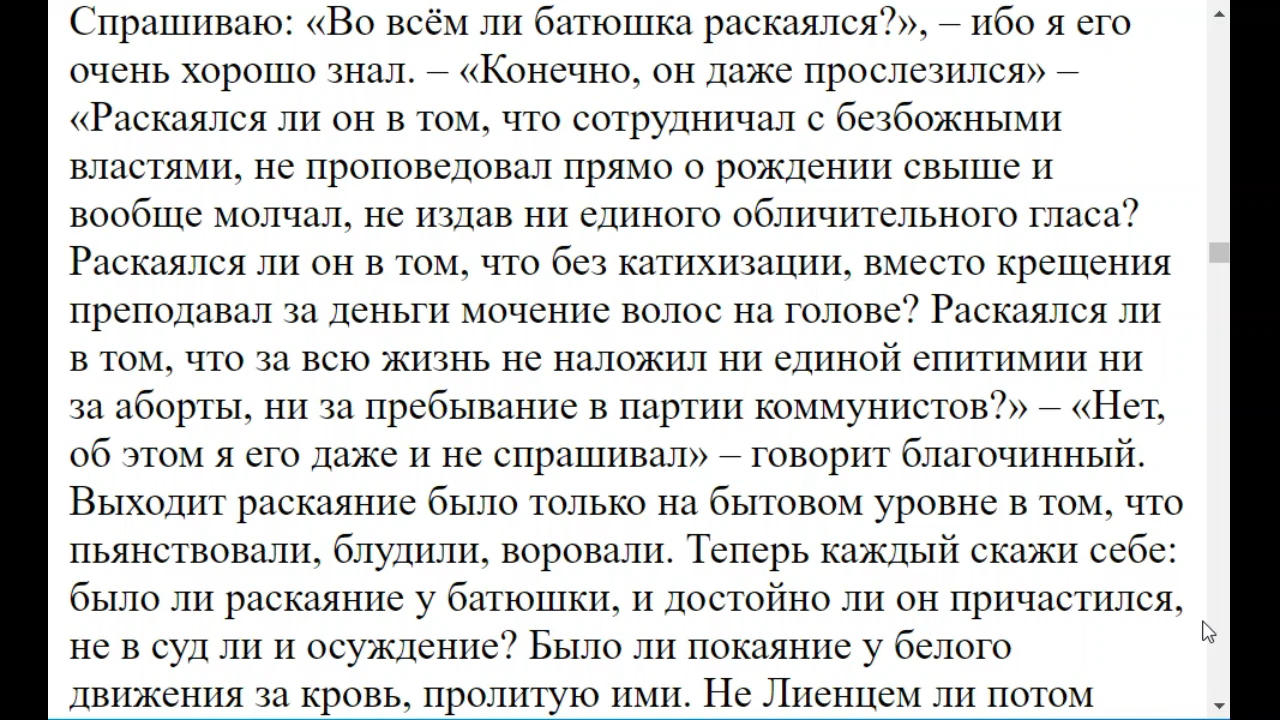 Спрашиваю: «Во всём ли батюшка раскаялся?», – ибо я его
очень хорошо знал. – «Конечно, он даже прослезился» –
«Раскаялся ли он в том, что сотрудничал с безбожными
властями, не проповедовал прямо о рождении свыше и
вообще молчал, не издав ни единого обличительного гласа?
Раскаялся ли он в том, что без катихизации, вместо крещения
преподавал за деньги мочение волос на голове? Раскаялся ли
в том, что за всю жизнь не наложил ни единой епитимии ни
за аборты, ни за пребывание в партии коммунистов?» – «Нет,
об этом я его даже и не спрашивал» – говорит благочинный.
Выходит раскаяние было только на бытовом уровне в том, что
пьянствовали, блудили, воровали. Теперь каждый скажи себе:
было ли раскаяние у батюшки, и достойно ли он причастился,
не в суд ли и осуждение? Было ли покаяние у белого
движения за кровь, пролитую ими. Не Лиенцем ли потом